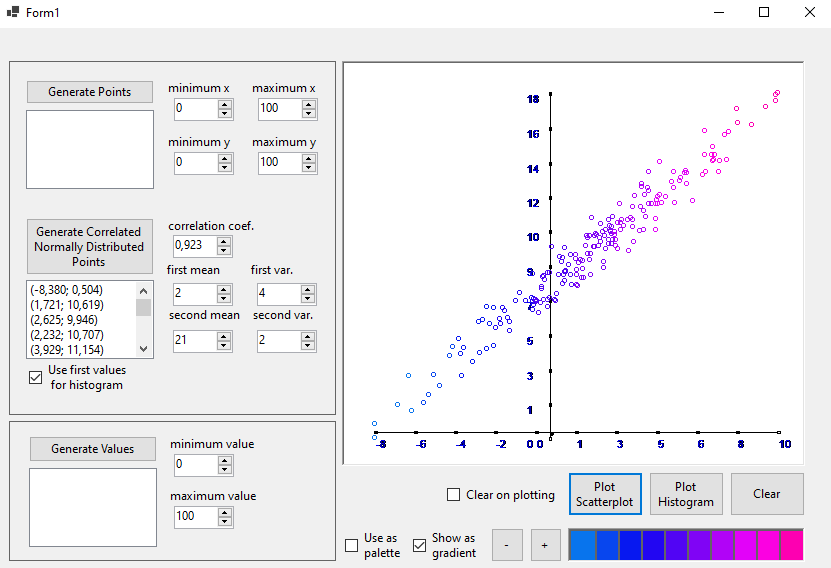 Form1
Generate Points
minimum x
maximum x
0
100
minimum y
maximum y
0
100
Generate Correlated
Normally Distributed
Points
correlation coef.
0,923
first mean
first var.
2
4
second mean
second var.
21
2
(-8,380; 0,504)
(1,721; 10,619)
(2,625; 9,946)
(2,232; 10,707)
(3,929; 11,154)
Use first values
for histogram
Generate Values
minimum value
0
maximum value
100
18
16
14
12
10
9
7
5
3
1
-8 -6 -4 -2 0 0 1 3 5 6 8 10
Clear on plotting
Plot
Scatterplot
Plot
Histogram
Clear
Use as
palette
Show as
gradient
-
+